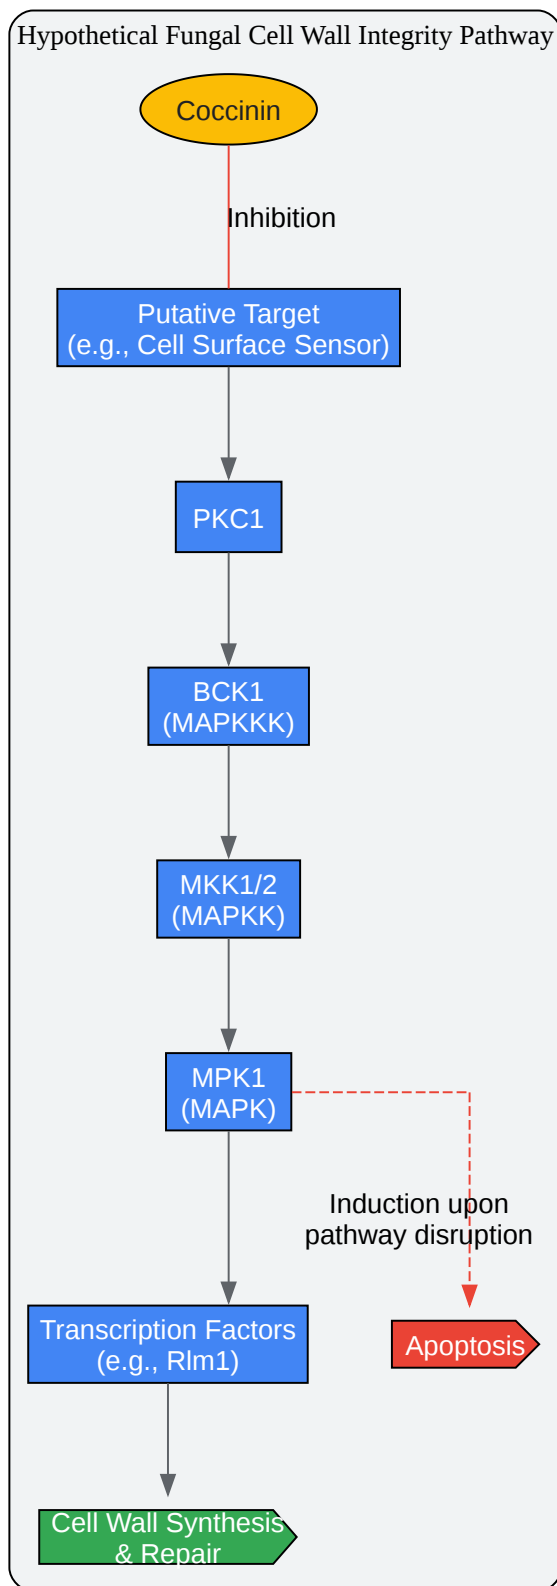 Hypothetical Fungal Cell Wall Integrity Pathway
Coccinin
Inhibition
Putative Target
(e.g., Cell Surface Sensor)
PKC1
BCK1
(MAPKKK)
MKK1/2
(MAPKK)
MPK1
(MAPK)
Induction upon
pathway disruption
Transcription Factors
(e.g., Rlm1)
Apoptosis
Cell Wall Synthesis
& Repair